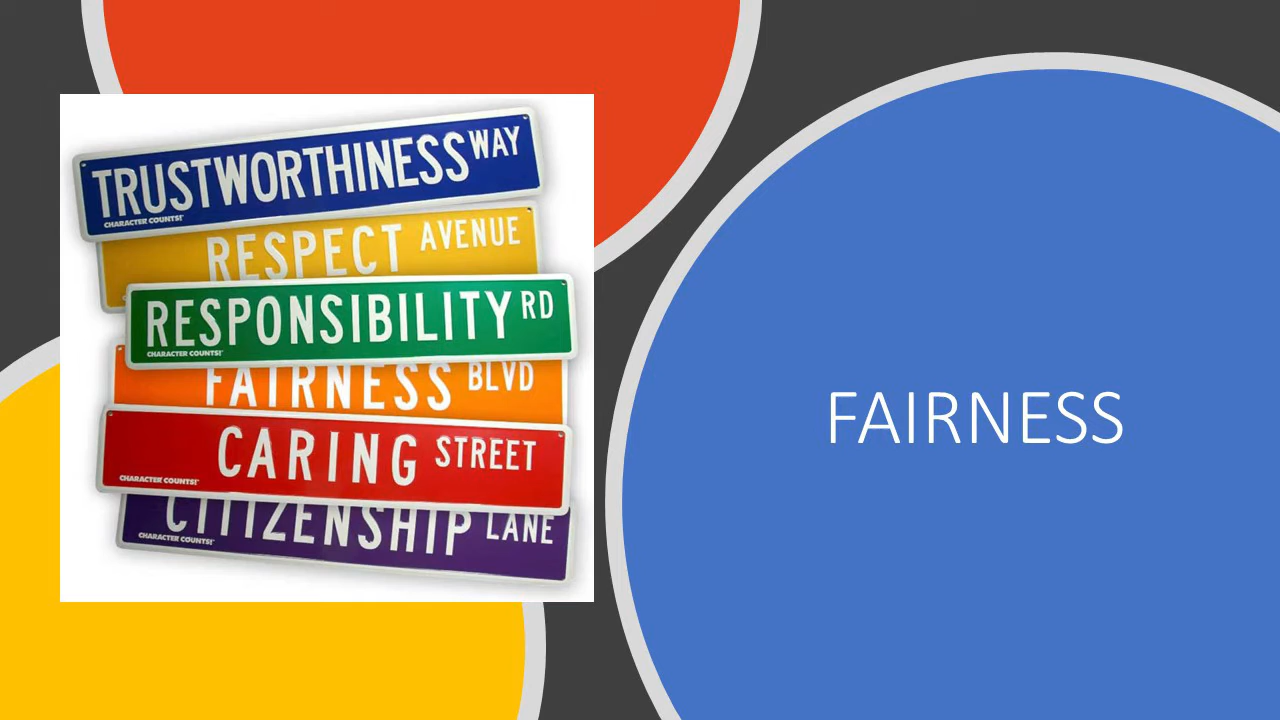 TRUSTWORTHINESS WAY
CHARACTER COUNTS!
RESPECT AVENUE
RESPONSIBILITY RD
CHARACTER COUNTS!
FAIRNESS BLVD
CARING STREET
CHARACTER COUNTS!
CITIZENSHIP LANE
CHARACTER COUNTS!
FAIRNESS